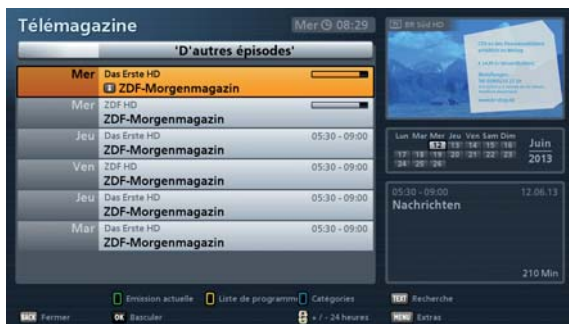 Télémagazine
Mer 08:29
'D'autres épisodes'
Mer Das Erste HD
ZDF-Morgenmagazin
Mer ZDF HD
ZDF-Morgenmagazin
Jeu Das Erste HD 05:30 - 09:00
ZDF-Morgenmagazin
Ven ZDF HD 05:30 - 09:00
ZDF-Morgenmagazin
Jeu Das Erste HD 05:30 - 09:00
ZDF-Morgenmagazin
Mar Das Erste HD 05:30 - 09:00
ZDF-Morgenmagazin
BR Süd HD
Lun Mar Mer Jeu Ven Sam Dim
12 13 14 15 16
17 18 19 20 21 22 23
24 25 26
Juin
2013
05:30 - 09:00 12.06.13
Nachrichten
210 Min
Emission actuelle
Liste de programme
Catégories
TEXT Recherche
BACK Fermer
OK Basculer
+ / - 24 heures
MENU Extras